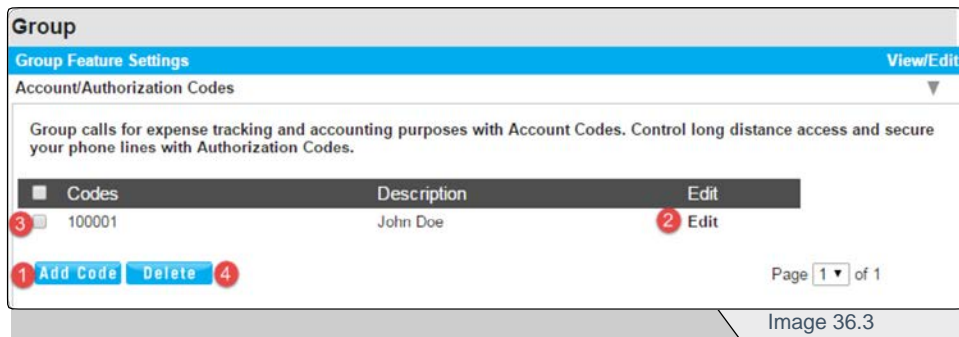 Group
Group Feature Settings View/Edit
Account/Authorization Codes
Group calls for expense tracking and accounting purposes with Account Codes. Control long distance access and secure
your phone lines with Authorization Codes.
Codes Description Edit
3 100001 John Doe 2 Edit
1 Add Code Delete 4 Page 1 of 1
Image 36.3